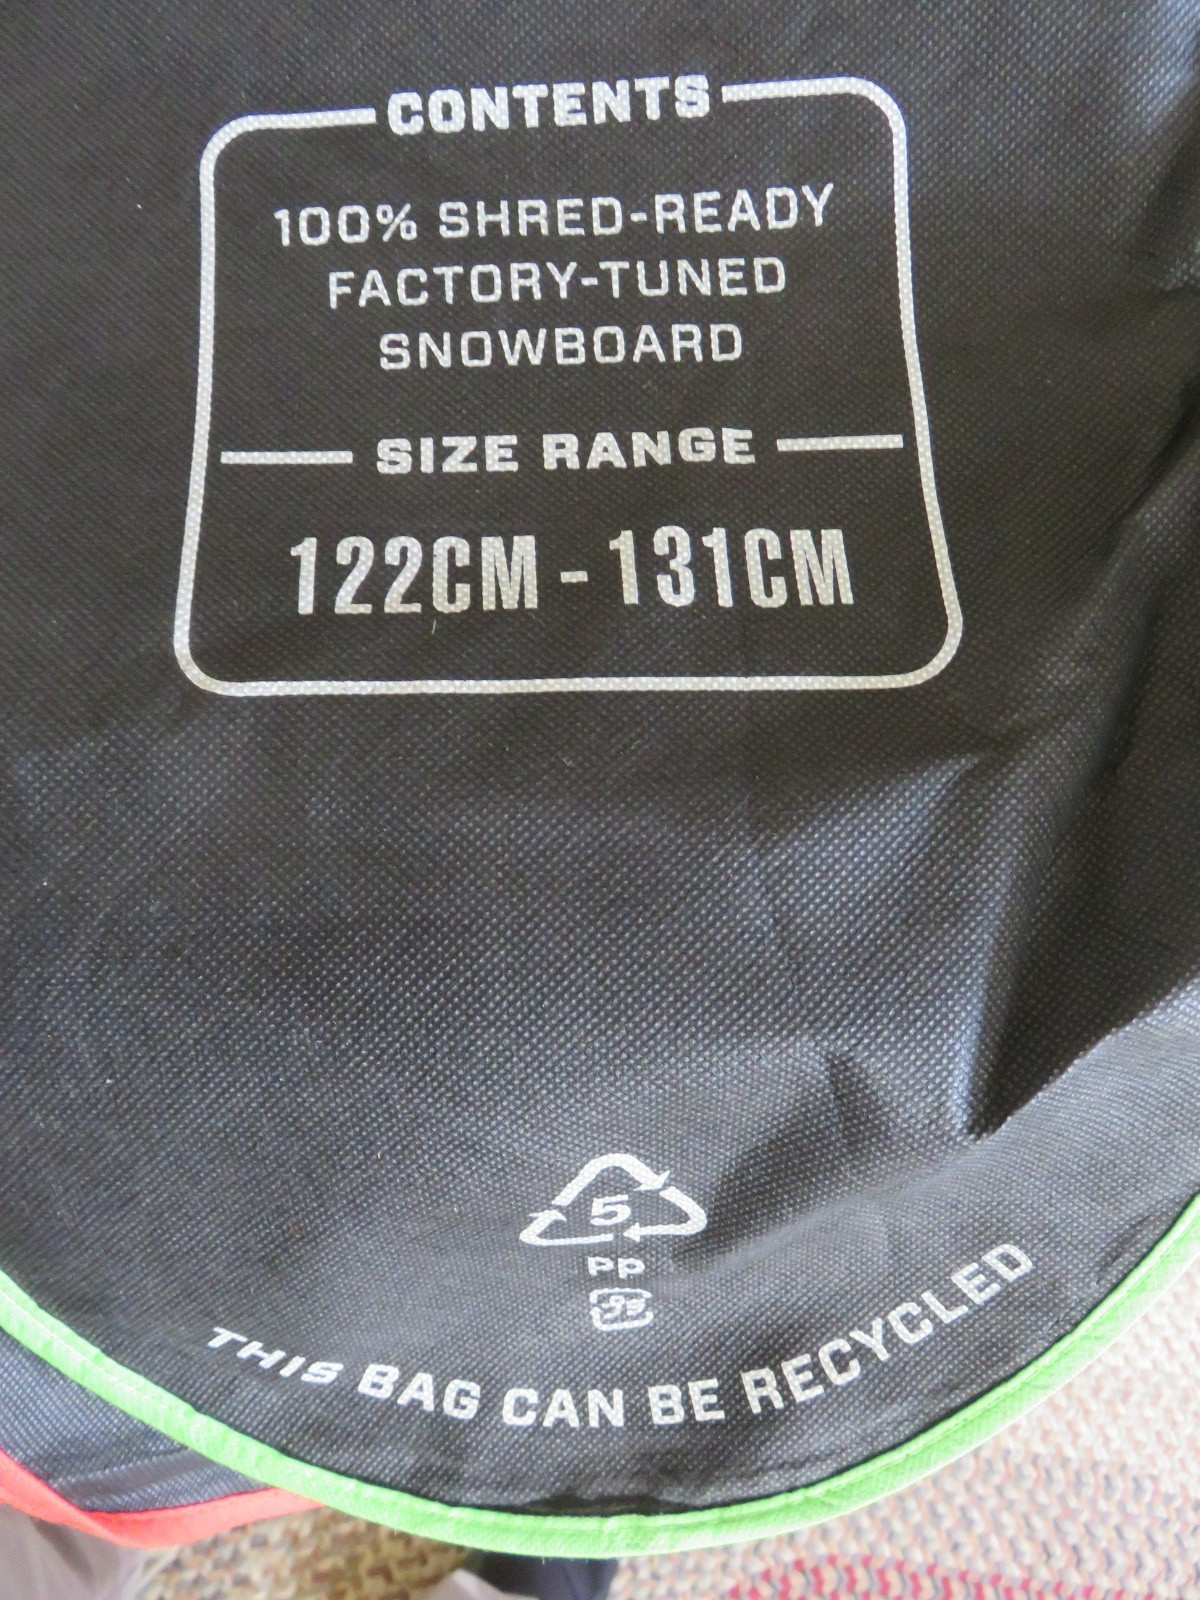 CONTENTS
100% SHRED-READY
FACTORY-TUNED
SNOWBOARD
SIZE RANGE
122CM - 131CM
5
PP
THIS BAG CAN BE RECYCLED